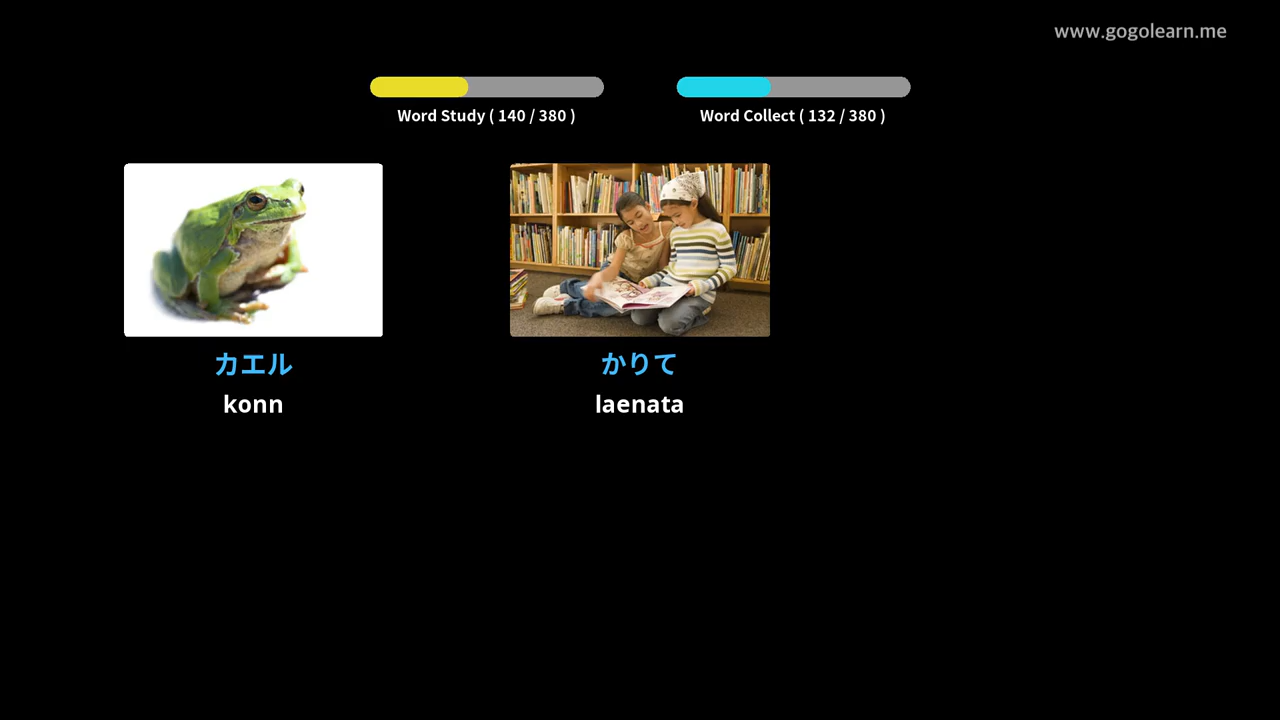 www.gogolearn.me
Word Study ( 140 / 380 )
Word Collect ( 132 / 380 )
カエル
konn
かりて
laenata